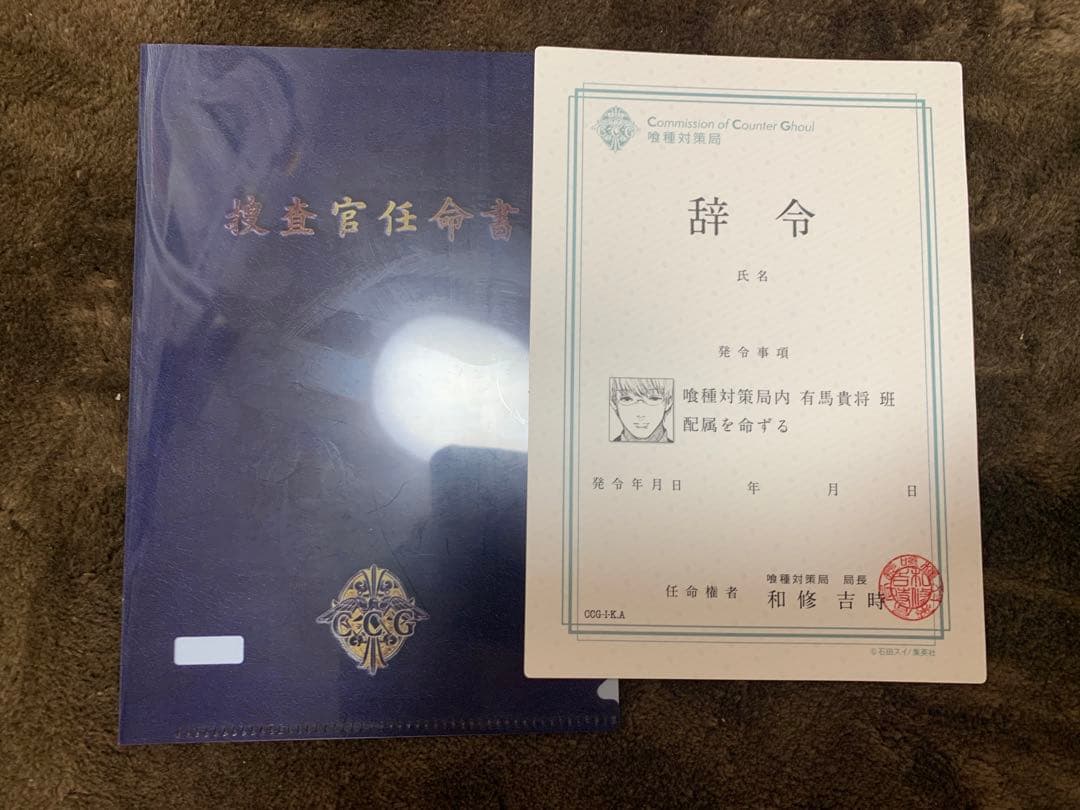 捜査官任命書
CCG
Commission of Counter Ghoul
喰種対策局
辞令
氏名
発令事項
喰種対策局内 有馬貴将 班
配属を命ずる
発令年月日 年 月 日
喰種対策局 局長
任命権者 和修吉時
CCG-I-K.A
©石田スイ/集英社